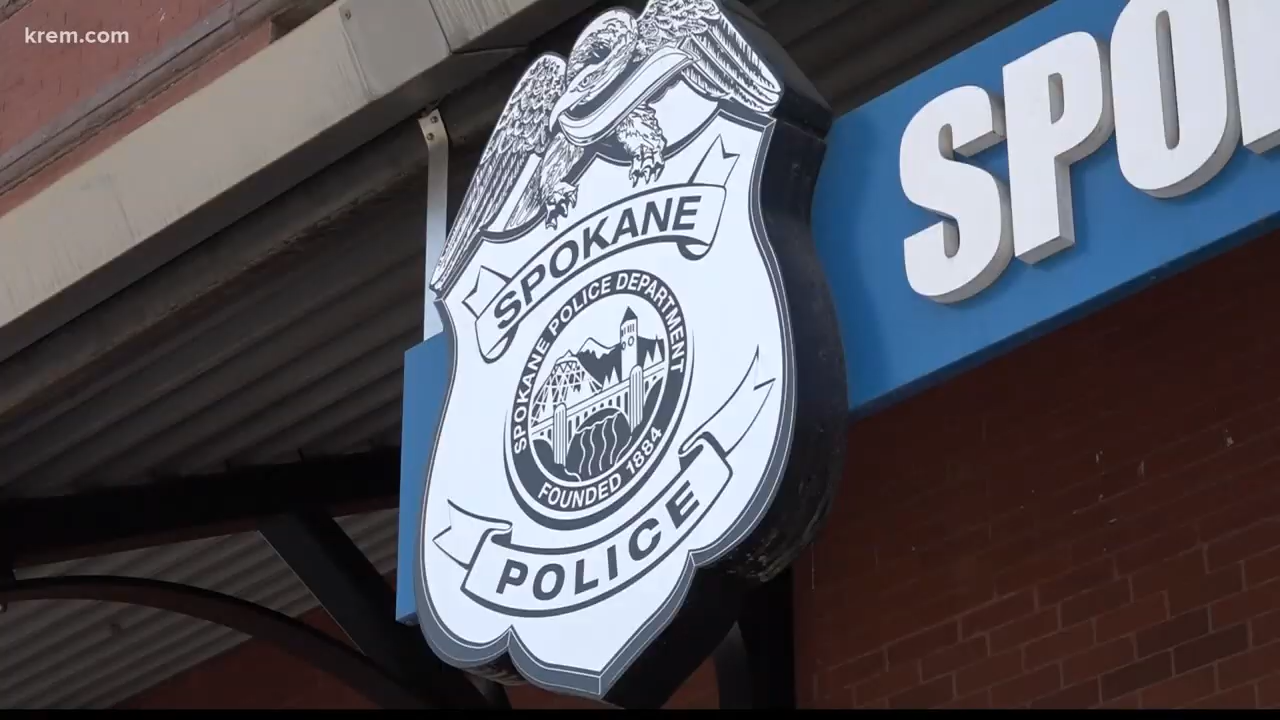 krem.com
SPO
SPOKANE
SPOKANE POLICE DEPARTMENT
FOUNDED 1884
POLICE